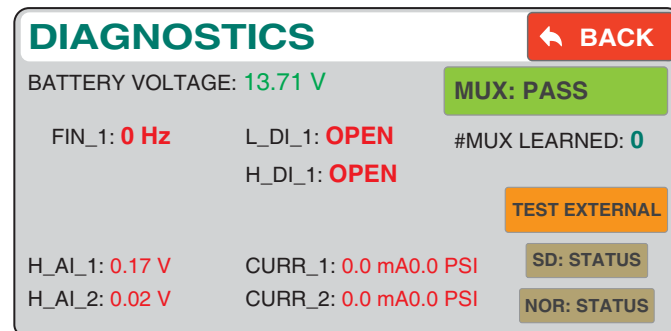 DIAGNOSTICS
BACK
BATTERY VOLTAGE: 13.71 V
MUX: PASS
FIN_1: 0 Hz
L_DI_1: OPEN
#MUX LEARNED: 0
H_DI_1: OPEN
TEST EXTERNAL
H_AI_1: 0.17 V
CURR_1: 0.0 mA0.0 PSI
SD: STATUS
H_AI_2: 0.02 V
CURR_2: 0.0 mA0.0 PSI
NOR: STATUS